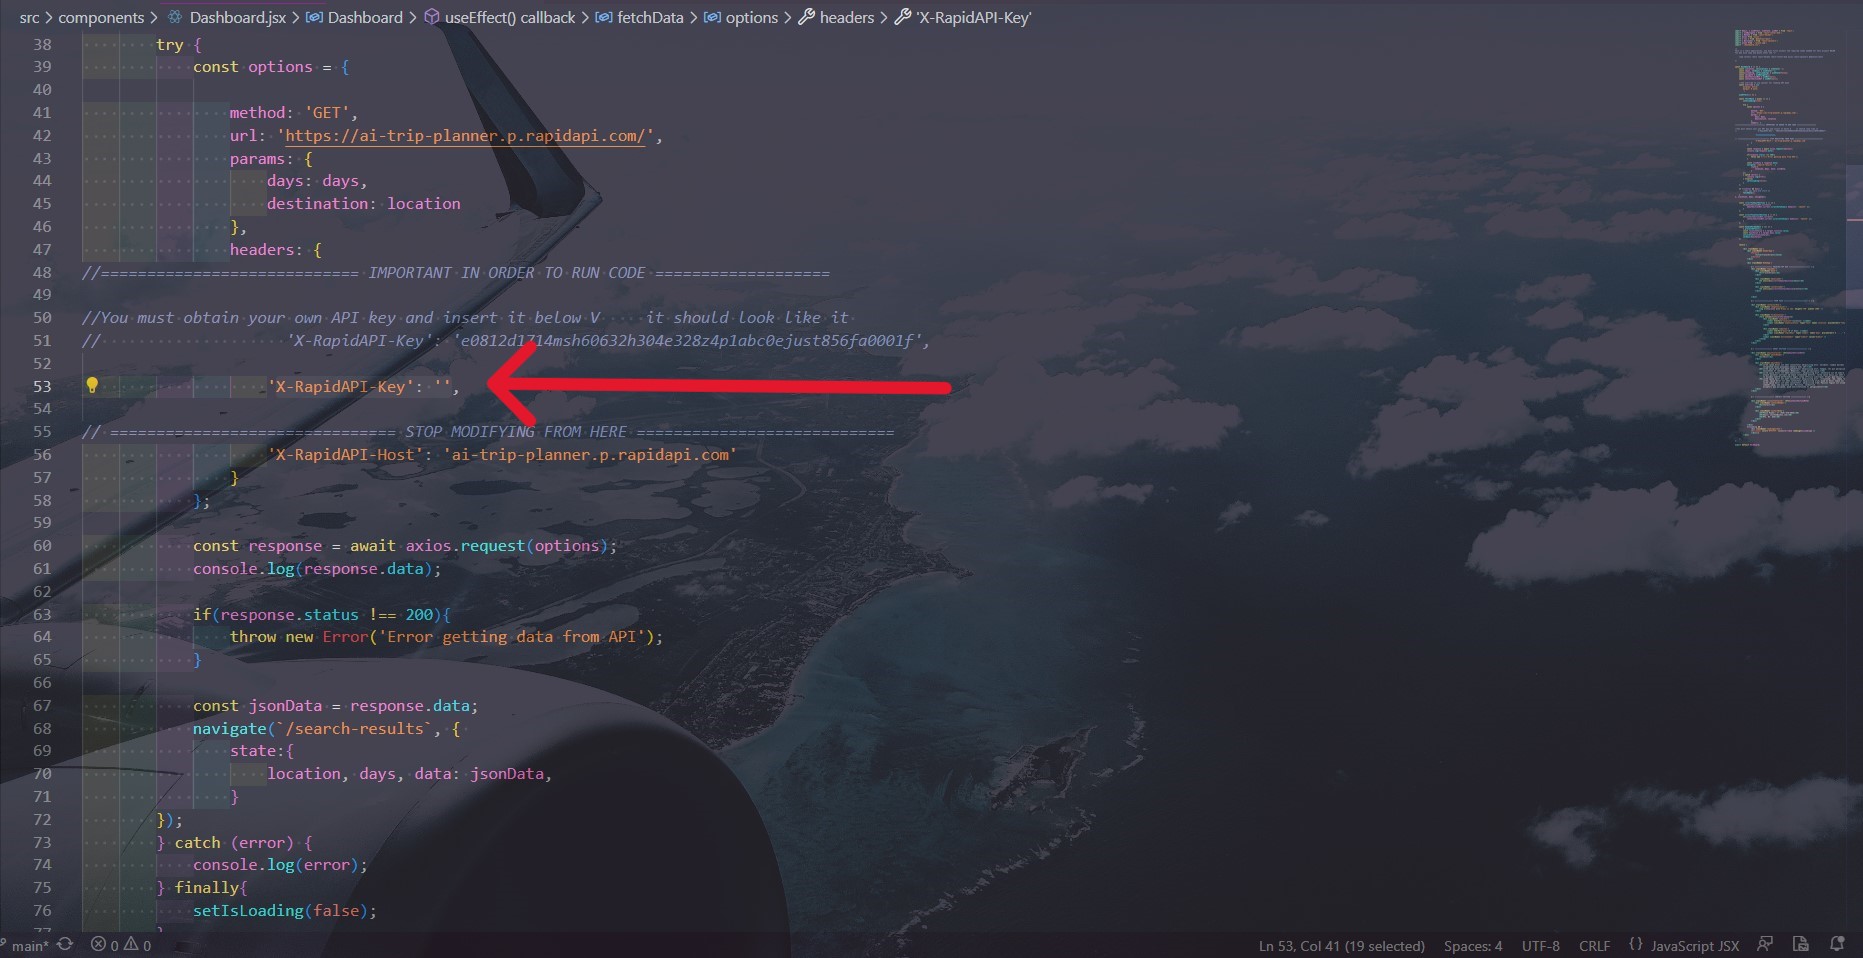 src > components > Dashboard.jsx > Dashboard > useEffect() callback > fetchData > options > headers > 'X-RapidAPI-Key'
38 try {
39 const options = {
40
41 method: 'GET',
42 url: 'https://ai-trip-planner.p.rapidapi.com/',
43 params: {
44 days: days,
45 destination: location
46 },
47 headers: {
48 //============================ IMPORTANT IN ORDER TO RUN CODE ===================
49
50 //You must obtain your own API key and insert it below V it should look like it
51 // 'X-RapidAPI-Key': 'e0812d1714msh60632h304e328z4p1abc0ejust856fa0001f',
52
53 'X-RapidAPI-Key': '',
54
55 // =============================== STOP MODIFYING FROM HERE ============================
56 'X-RapidAPI-Host': 'ai-trip-planner.p.rapidapi.com'
57 }
58 };
59
60 const response = await axios.request(options);
61 console.log(response.data);
62
63 if(response.status !== 200){
64 throw new Error('Error getting data from API');
65 }
66
67 const jsonData = response.data;
68 navigate(`/search-results`, {
69 state:{
70 location, days, data: jsonData,
71 }
72 });
73 } catch (error) {
74 console.log(error);
75 } finally{
76 setIsLoading(false);
main* 0 0 Ln 53, Col 41 (19 selected) Spaces: 4 UTF-8 CRLF {} JavaScript JSX